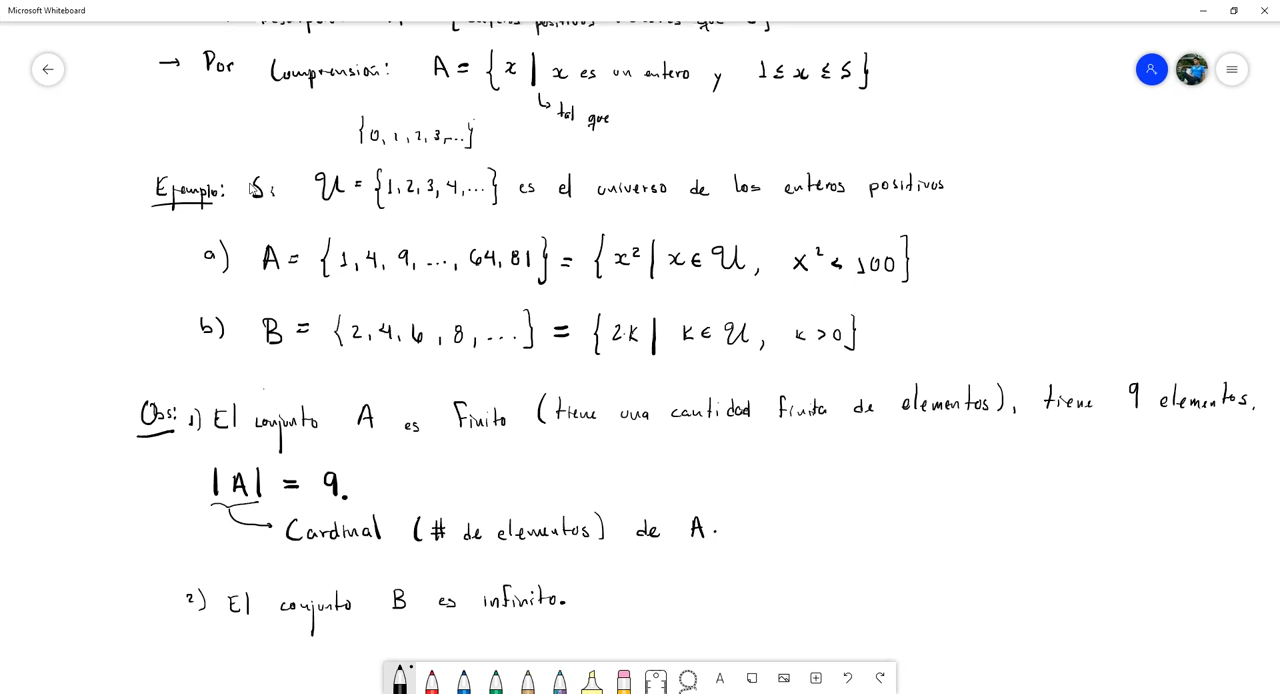 Microsoft Whiteboard
positivos que
→ Por Comprensión: A = { x | x es un entero y 1 ≤ x ≤ 5 }
↳ tal que
{0, 1, 2, 3, ...}
Ejemplo: Si U = {1, 2, 3, 4, ...} es el universo de los enteros positivos
a) A = {1, 4, 9, ..., 64, 81} = { x² | x ∈ U, x² < 100 }
b) B = {2, 4, 6, 8, ...} = { 2·k | k ∈ U, k > 0 }
Obs: 1) El conjunto A es Finito (tiene una cantidad finita de elementos), tiene 9 elementos.
|A| = 9.
Cardinal (# de elementos) de A.
2) El conjunto B es infinito.